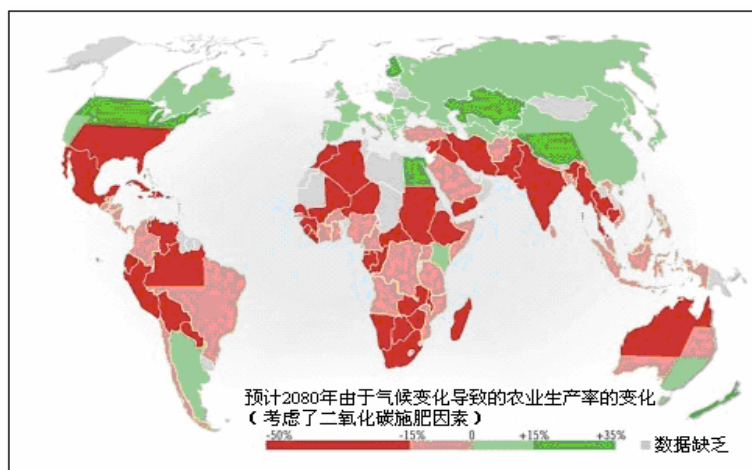 预计2080年由于气候变化导致的农业生产率的变化
（考虑了二氧化碳施肥因素）
-50% -15% 0 +15% +35% 数据缺乏